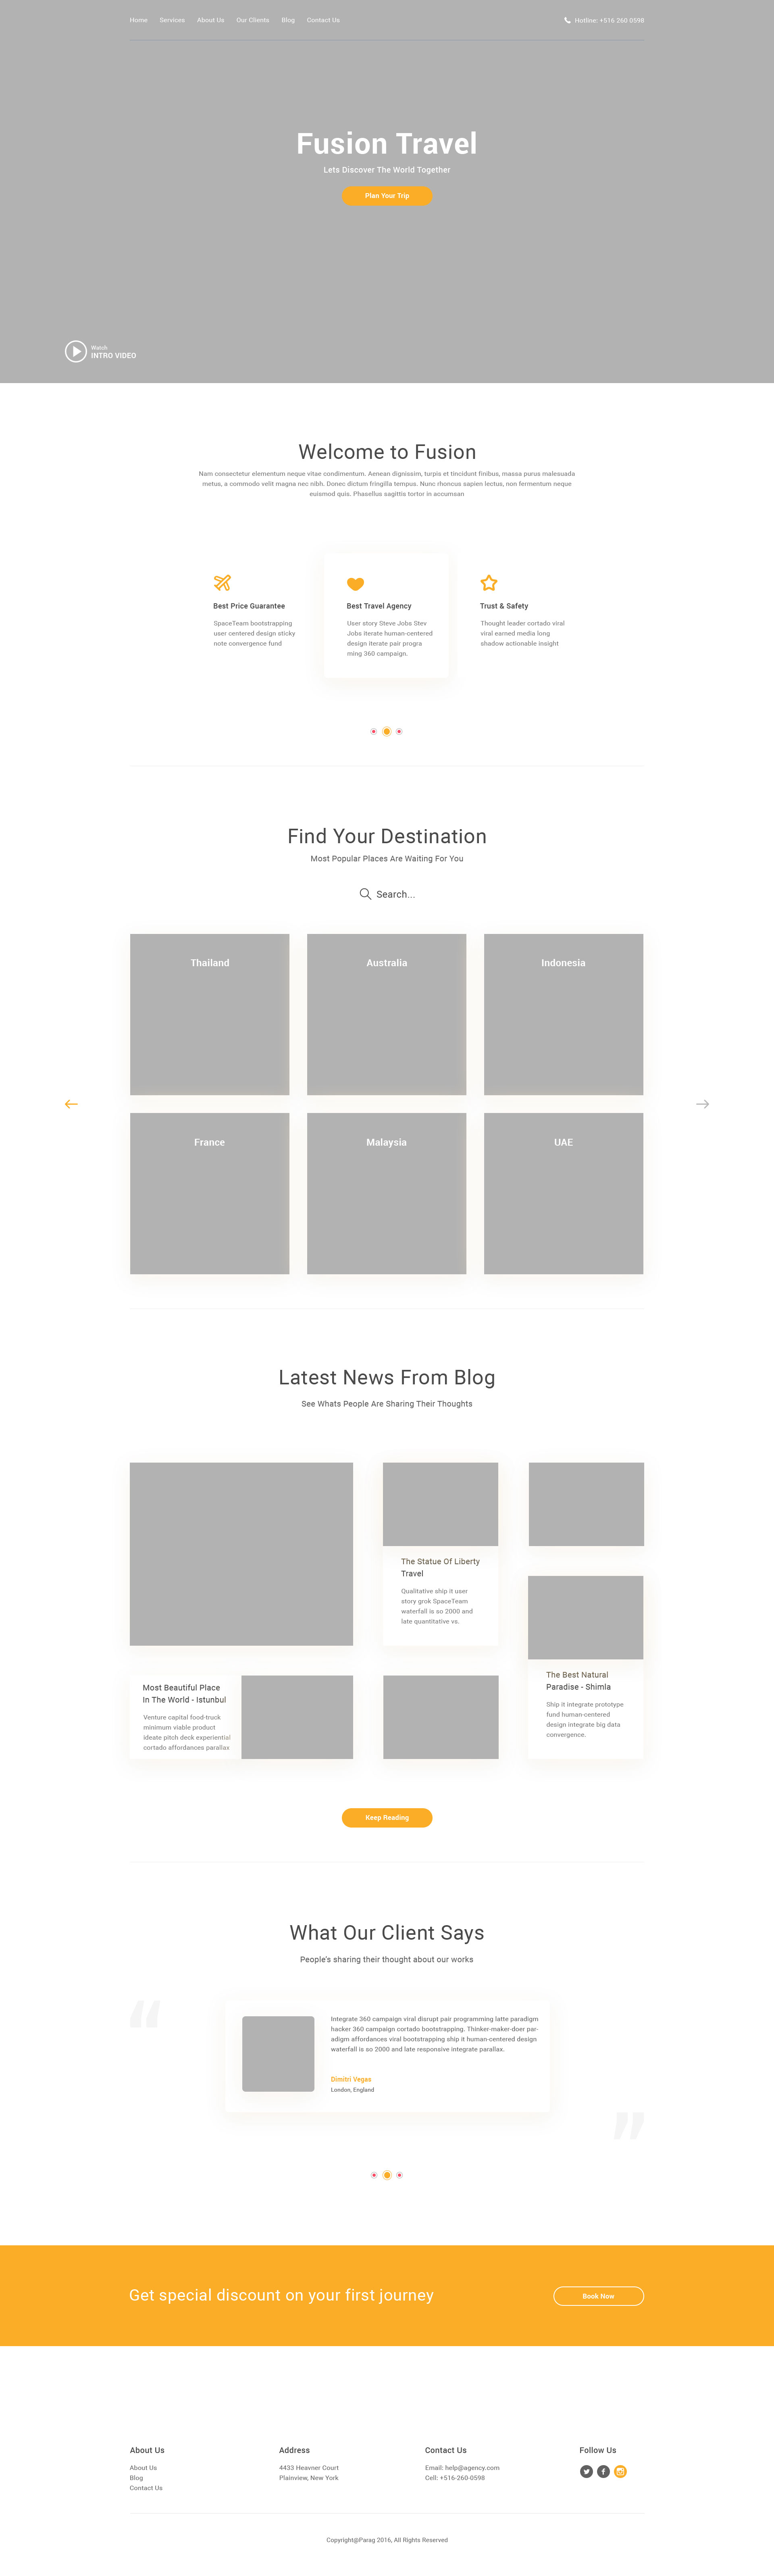 Home Services About Us Our Clients Blog Contact Us Hotline: +516 260 0598
Fusion Travel
Lets Discover The World Together
Plan Your Trip
Watch
INTRO VIDEO
Welcome to Fusion
Nam consectetur elementum neque vitae condimentum. Aenean dignissim, turpis et tincidunt finibus, massa purus malesuada
metus, a commodo velit magna nec nibh. Donec dictum fringilla tempus. Nunc rhoncus sapien lectus, non fermentum neque
euismod quis. Phasellus sagittis tortor in accumsan
Best Price Guarantee
SpaceTeam bootstrapping
user centered design sticky
note convergence fund
Best Travel Agency
User story Steve Jobs Stev
Jobs iterate human-centered
design iterate pair progra
ming 360 campaign.
Trust & Safety
Thought leader cortado viral
viral earned media long
shadow actionable insight
Find Your Destination
Most Popular Places Are Waiting For You
Search...
Thailand
Australia
Indonesia
France
Malaysia
UAE
Latest News From Blog
See Whats People Are Sharing Their Thoughts
The Statue Of Liberty
Travel
Qualitative ship it user
story grok SpaceTeam
waterfall is so 2000 and
late quantitative vs.
The Best Natural
Paradise - Shimla
Ship it integrate prototype
fund human-centered
design integrate big data
convergence.
Most Beautiful Place
In The World - Istunbul
Venture capital food-truck
minimum viable product
ideate pitch deck experiential
cortado affordances parallax
Keep Reading
What Our Client Says
People's sharing their thought about our works
“
Integrate 360 campaign viral disrupt pair programming latte paradigm
hacker 360 campaign cortado bootstrapping. Thinker-maker-doer par-
adigm affordances viral bootstrapping ship it human-centered design
waterfall is so 2000 and late responsive integrate parallax.
Dimitri Vegas
London, England
”
Get special discount on your first journey
Book Now
About Us
About Us
Blog
Contact Us
Address
4433 Heavner Court
Plainview, New York
Contact Us
Email: help@agency.com
Cell: +516-260-0598
Follow Us
Copyright@Parag 2016, All Rights Reserved